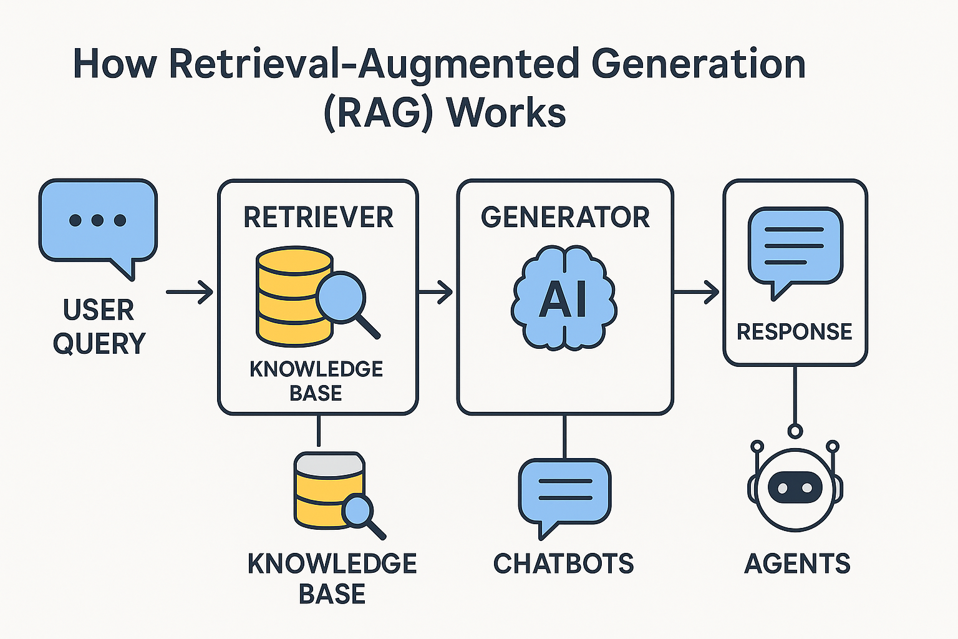 How Retrieval-Augmented Generation
(RAG) Works
USER
QUERY
RETRIEVER
KNOWLEDGE
BASE
GENERATOR
AI
RESPONSE
KNOWLEDGE
BASE
CHATBOTS
AGENTS